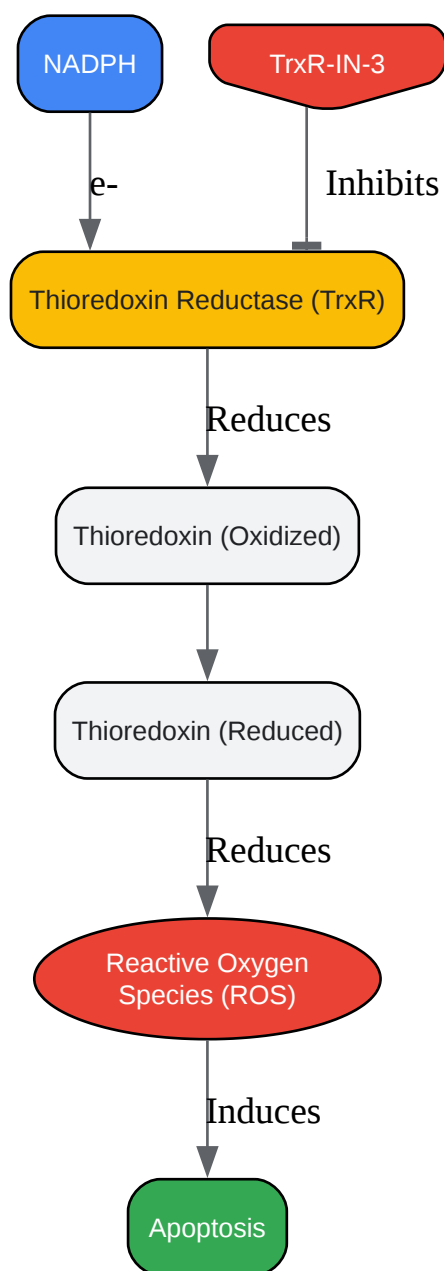 NADPH
TrxR-IN-3
e-
Inhibits
Thioredoxin Reductase (TrxR)
Reduces
Thioredoxin (Oxidized)
Thioredoxin (Reduced)
Reduces
Reactive Oxygen
Species (ROS)
Induces
Apoptosis